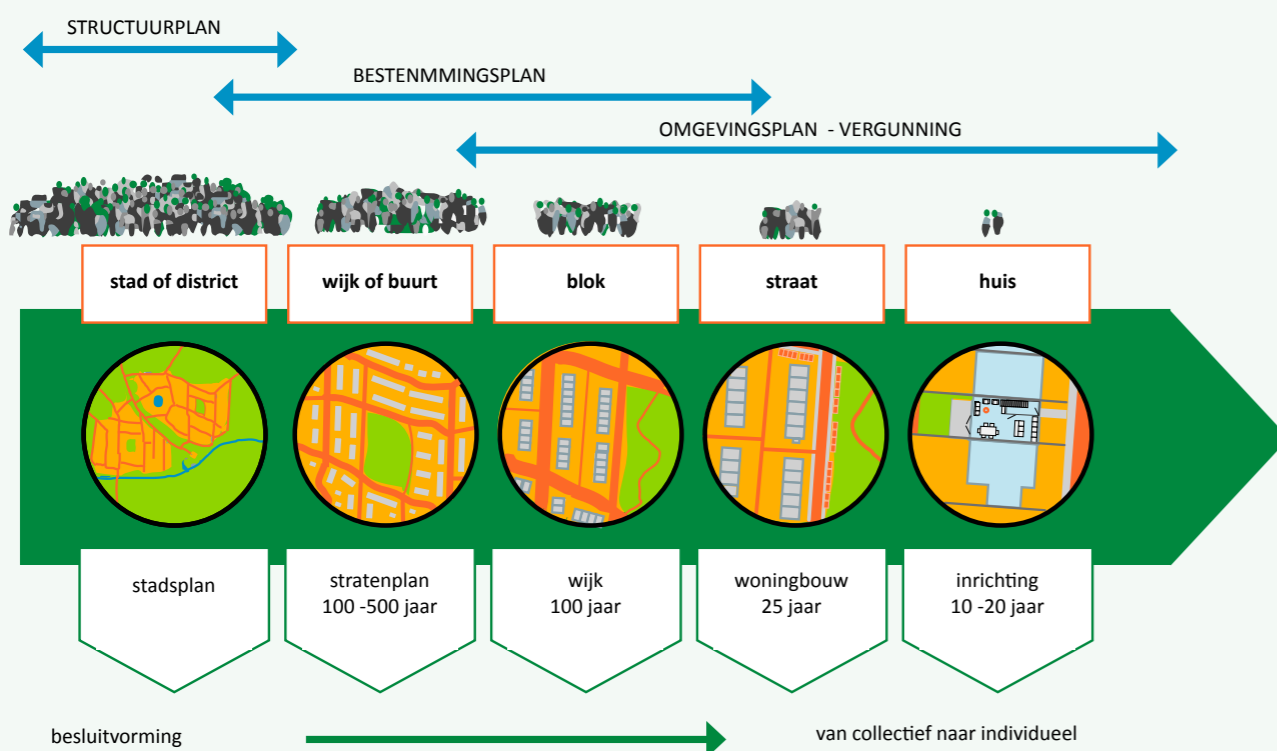 STRUCTUURPLAN
BESTENMMINGSPLAN
OMGEVINGSPLAN - VERGUNNING
stad of district
wijk of buurt
blok
straat
huis
stadsplan
stratenplan
100 -500 jaar
wijk
100 jaar
woningbouw
25 jaar
inrichting
10 -20 jaar
besluitvorming
van collectief naar individueel